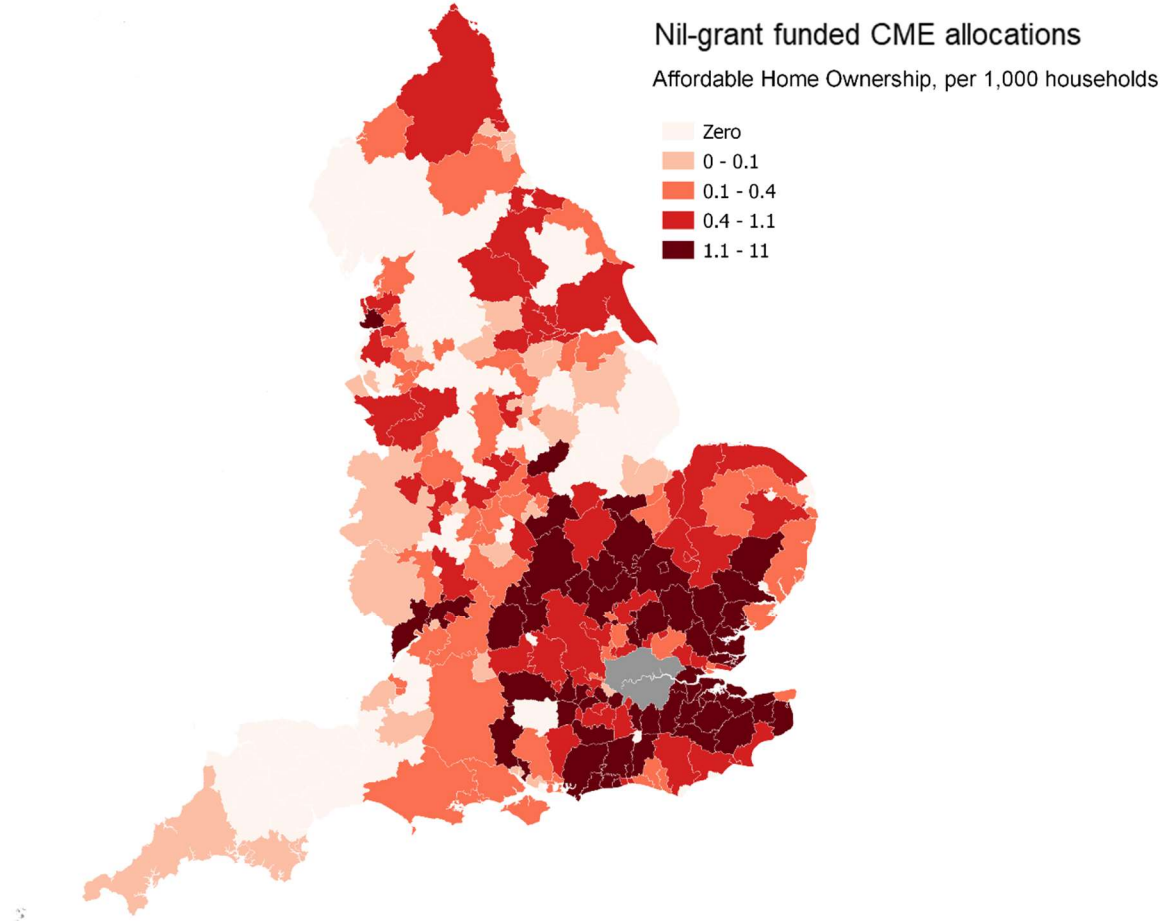 Nil-grant funded CME allocations
Affordable Home Ownership, per 1,000 households
Zero
0 - 0.1
0.1 - 0.4
0.4 - 1.1
1.1 - 11